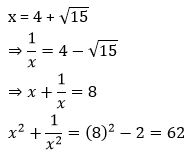 x = 4 + √15
⇒ 1/x = 4 − √15
⇒ x + 1/x = 8
x² + 1/x² = (8)² − 2 = 62